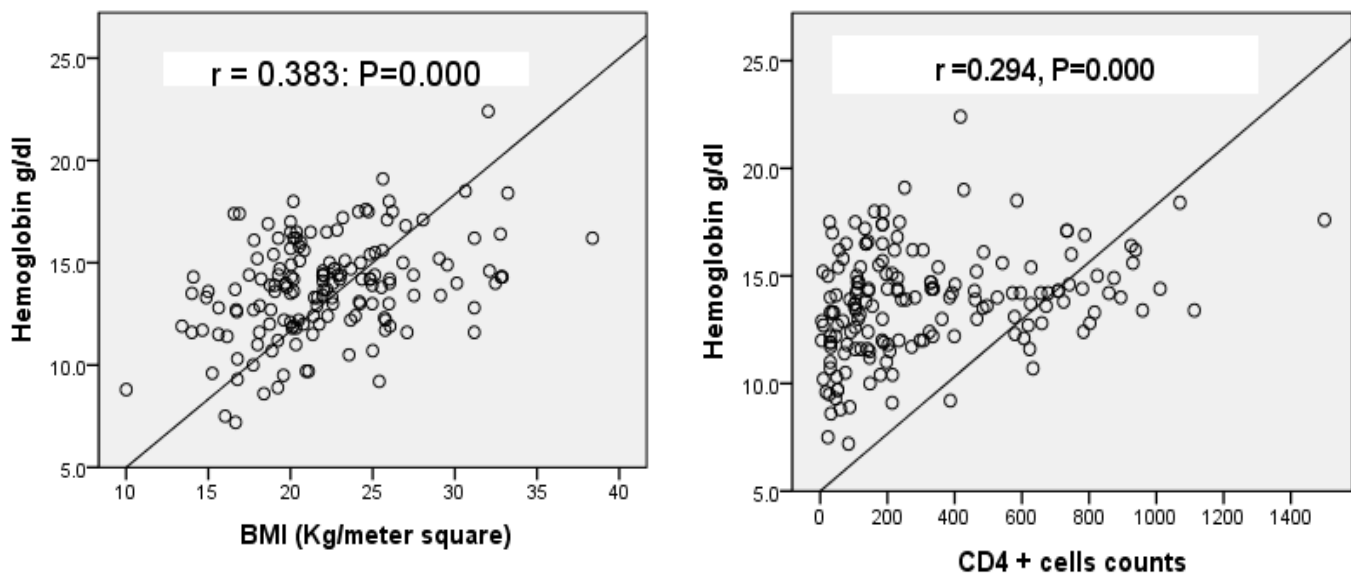 r = 0.383: P=0.000
Hemoglobin g/dl
25.0
20.0
15.0
10.0
5.0
10 15 20 25 30 35 40
BMI (Kg/meter square)
r =0.294, P=0.000
Hemoglobin g/dl
25.0
20.0
15.0
10.0
5.0
0 200 400 600 800 1000 1200 1400
CD4 + cells counts